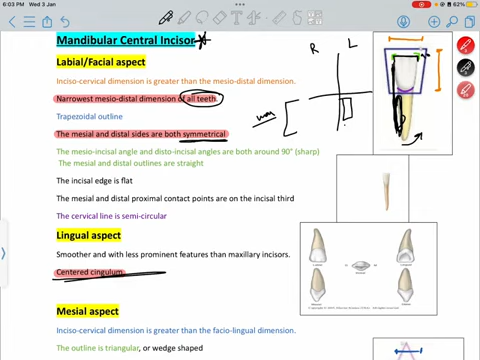 6:03 PM Wed 3 Jan
62%
Mandibular Central Incisor
Labial/Facial aspect
Inciso-cervical dimension is greater than the mesio-distal dimension.
Narrowest mesio-distal dimension of all teeth
Trapezoidal outline
The mesial and distal sides are both symmetrical
The mesio-incisal angle and disto-incisal angles are both around 90° (sharp)
The mesial and distal outlines are straight
The incisal edge is flat
The mesial and distal proximal contact points are on the incisal third
The cervical line is semi-circular
Lingual aspect
Smoother and with less prominent features than maxillary incisors.
Centered cingulum
Mesial aspect
Inciso-cervical dimension is greater than the facio-lingual dimension.
The outline is triangular, or wedge shaped
R L